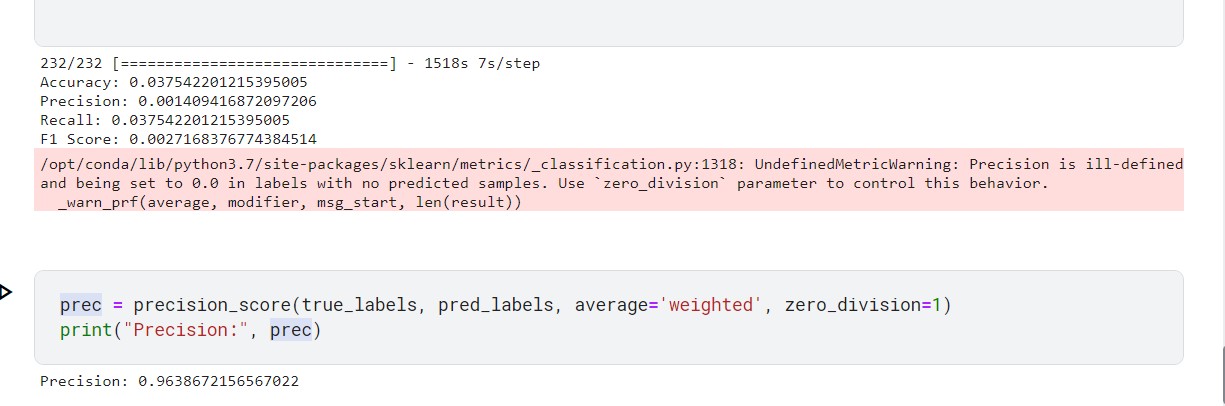 232/232 [==============================] - 1518s 7s/step
Accuracy: 0.037542201215395005
Precision: 0.001409416872097206
Recall: 0.037542201215395005
F1 Score: 0.0027168376774384514
/opt/conda/lib/python3.7/site-packages/sklearn/metrics/_classification.py:1318: UndefinedMetricWarning: Precision is ill-defined
and being set to 0.0 in labels with no predicted samples. Use `zero_division` parameter to control this behavior.
_warn_prf(average, modifier, msg_start, len(result))
prec = precision_score(true_labels, pred_labels, average='weighted', zero_division=1)
print("Precision:", prec)
Precision: 0.9638672156567022